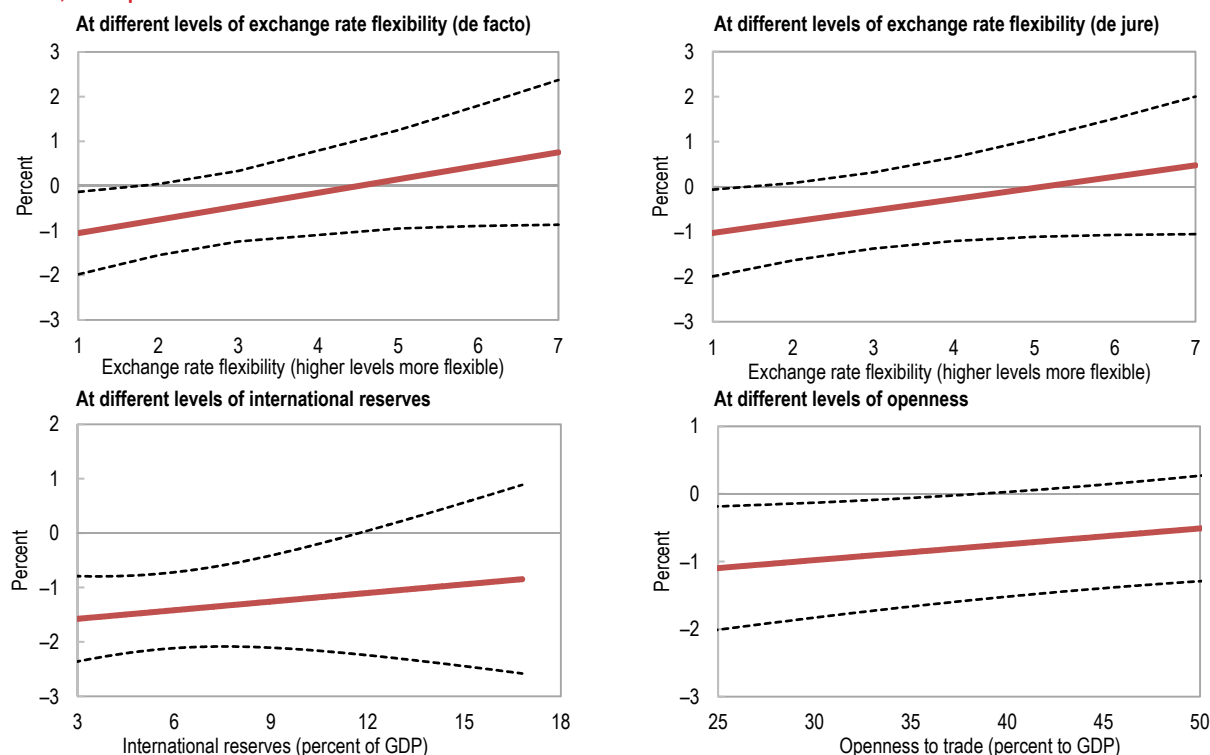 At different levels of exchange rate flexibility (de facto)
3
2
1
0
–1
–2
–3
Percent
1 2 3 4 5 6 7
Exchange rate flexibility (higher levels more flexible)
At different levels of exchange rate flexibility (de jure)
3
2
1
0
–1
–2
–3
Percent
1 2 3 4 5 6 7
Exchange rate flexibility (higher levels more flexible)
At different levels of international reserves
2
1
0
–1
–2
–3
Percent
3 6 9 12 15 18
International reserves (percent of GDP)
At different levels of openness
1
0
–1
–2
–3
Percent
25 30 35 40 45 50
Openness to trade (percent to GDP)